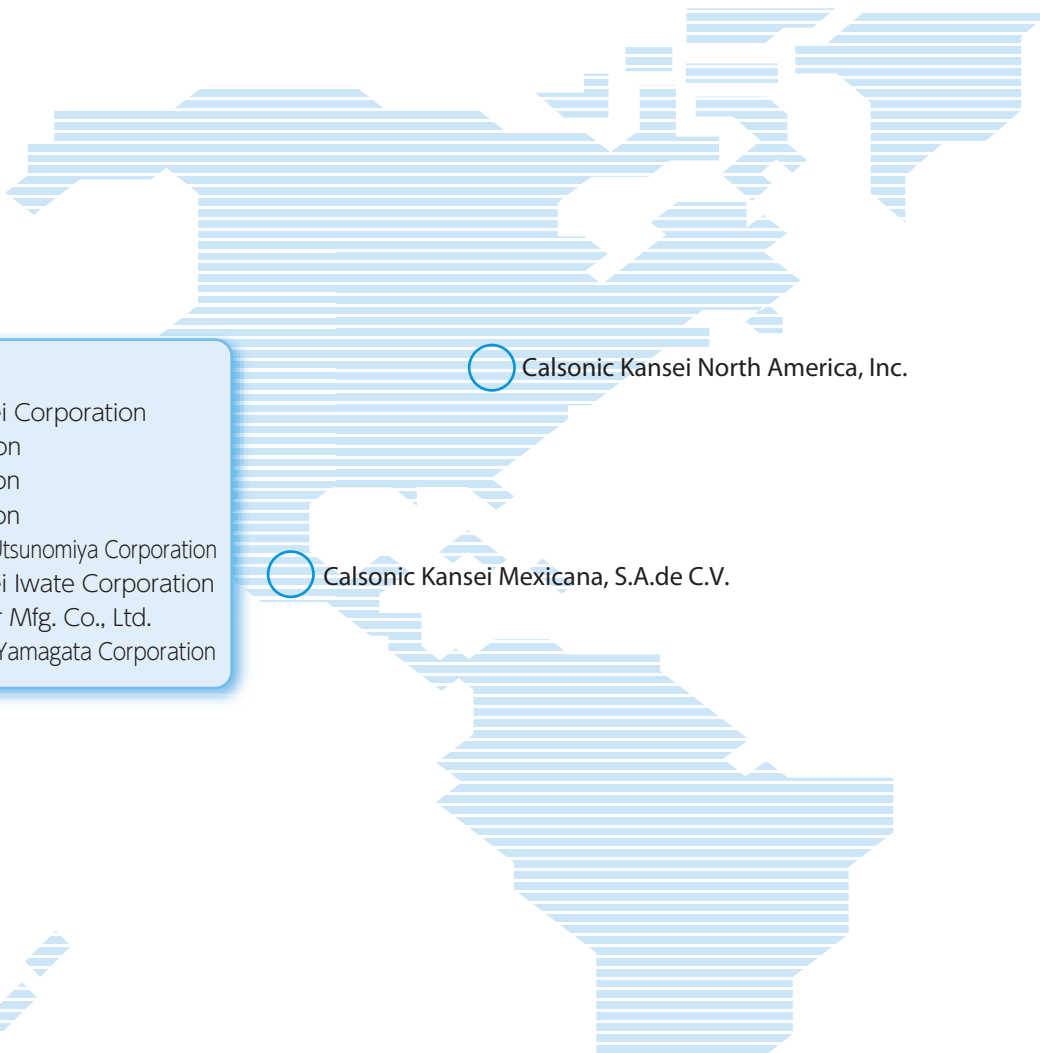 Calsonic Kansei North America, Inc.
i Corporation
on
on
on
Utsunomiya Corporation
ei Iwate Corporation
r Mfg. Co., Ltd.
Yamagata Corporation
Calsonic Kansei Mexicana, S.A.de C.V.